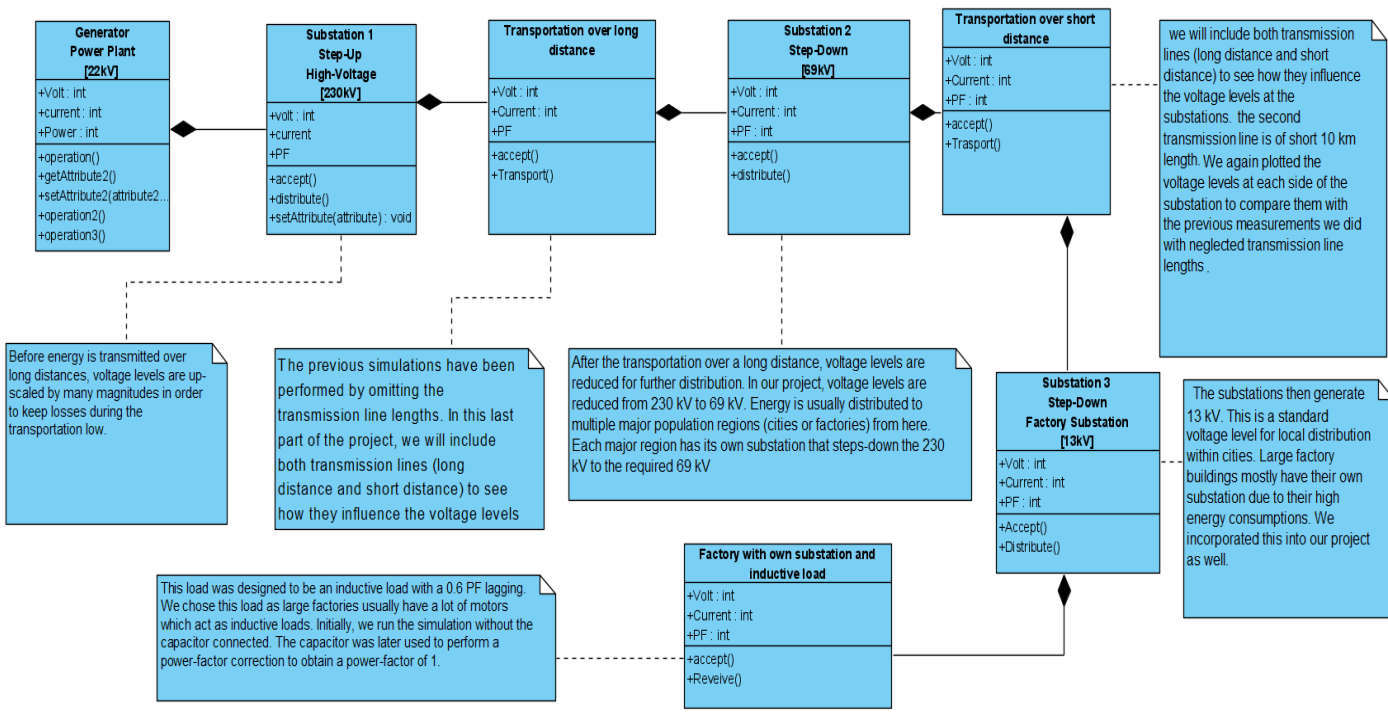 Generator
Power Plant
[22kV]
+Volt : int
+current : int
+Power : int
+operation()
+getAttribute2()
+setAttribute2(attribute2...
+operation2()
+operation3()
Substation 1
Step-Up
High-Voltage
[230kV]
+volt : int
+current
+PF
+accept()
+distribute()
+setAttribute(attribute) : void
Transportation over long
distance
+Volt : int
+Current : int
+PF
+accept()
+Transport()
Substation 2
Step-Down
[69kV]
+Volt : int
+Current : int
+PF : int
+accept()
+distribute()
Transportation over short
distance
+Volt : int
+Current : int
+PF : int
+accept()
+Trasport()
we will include both transmission
lines (long distance and short
distance) to see how they influence
the voltage levels at the
substations. the second
transmission line is of short 10 km
length. We again plotted the
voltage levels at each side of the
substation to compare them with
the previous measurements we did
with neglected transmission line
lengths .
Before energy is transmitted over
long distances, voltage levels are up-
scaled by many magnitudes in order
to keep losses during the
transportation low.
The previous simulations have been
performed by omitting the
transmission line lengths. In this last
part of the project, we will include
both transmission lines (long
distance and short distance) to see
how they influence the voltage levels
After the transportation over a long distance, voltage levels are
reduced for further distribution. In our project, voltage levels are
reduced from 230 kV to 69 kV. Energy is usually distributed to
multiple major population regions (cities or factories) from here.
Each major region has its own substation that steps-down the 230
kV to the required 69 kV
Substation 3
Step-Down
Factory Substation
[13kV]
+Volt : int
+Current : int
+PF : int
+Accept()
+Distribute()
The substations then generate
13 kV. This is a standard
voltage level for local distribution
within cities. Large factory
buildings mostly have their own
substation due to their high
energy consumptions. We
incorporated this into our project
as well.
Factory with own substation and
inductive load
+Volt : int
+Current : int
+PF : int
+accept()
+Reveive()
This load was designed to be an inductive load with a 0.6 PF lagging.
We chose this load as large factories usually have a lot of motors
which act as inductive loads. Initially, we run the simulation without the
capacitor connected. The capacitor was later used to perform a
power-factor correction to obtain a power-factor of 1.